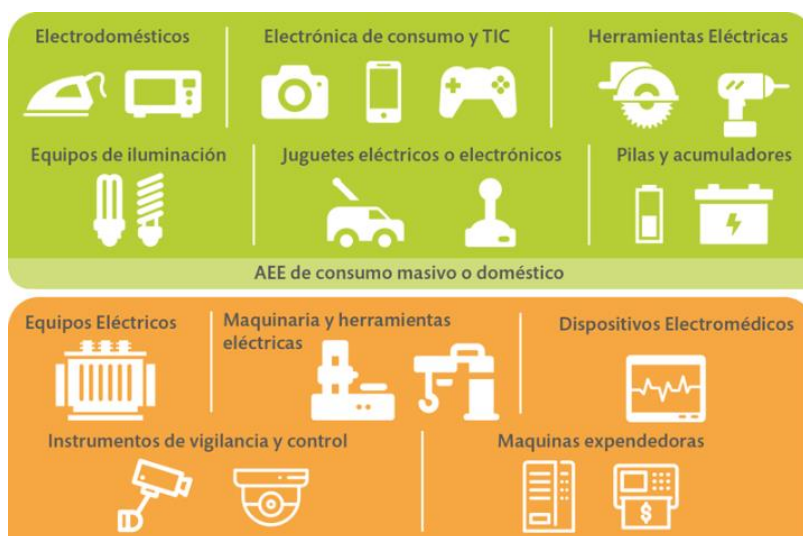 Electrodomésticos
Electrónica de consumo y TIC
Herramientas Eléctricas
Equipos de iluminación
Juguetes eléctricos o electrónicos
Pilas y acumuladores
AEE de consumo masivo o doméstico
Equipos Eléctricos
Maquinaria y herramientas
eléctricas
Dispositivos Electromédicos
Instrumentos de vigilancia y control
Maquinas expendedoras
$